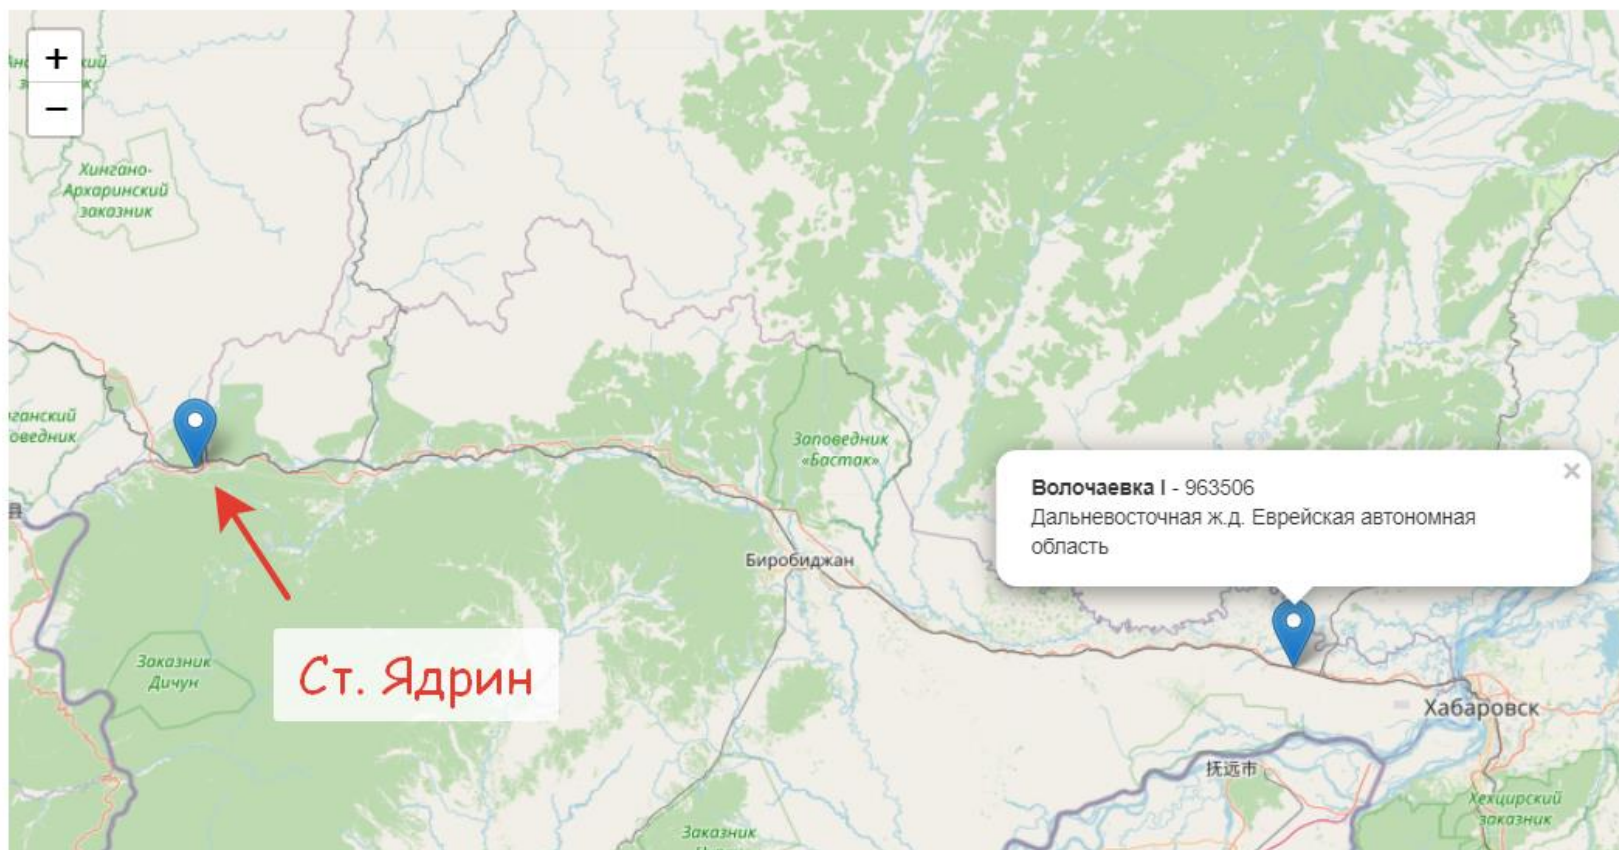 +
−
Хингано-
Архаринский
заказник
Заповедник
«Бастак»
Волочаевка I - 963506
×
Дальневосточная ж.д. Еврейская автономная
область
Биробиджан
Заказник
Дичун
Ст. Ядрин
Хабаровск
抚远市
Хехцирский
заказник
Заказник